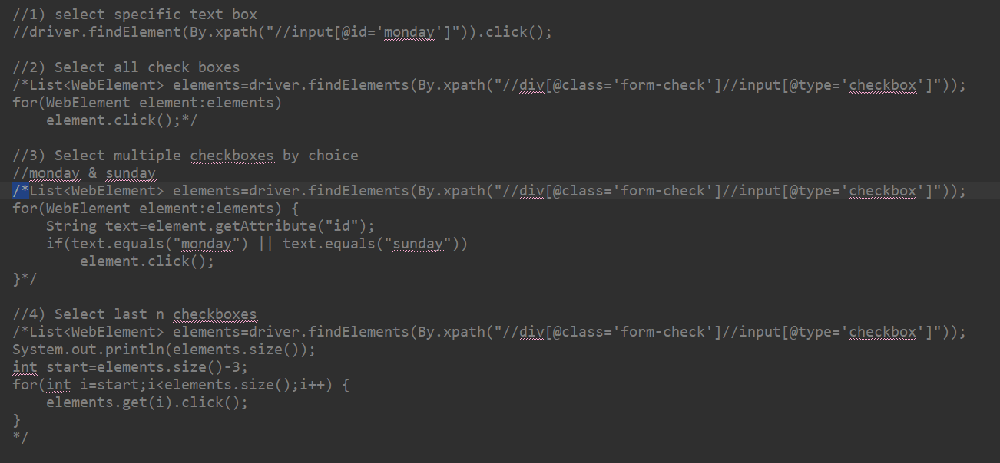 //1) select specific text box
//driver.findElement(By.xpath("//input[@id='monday']")).click();
//2) Select all check boxes
/*List<WebElement> elements=driver.findElements(By.xpath("//div[@class='form-check']//input[@type='checkbox']"));
for(WebElement element:elements)
    element.click();*/
//3) Select multiple checkboxes by choice
//monday & sunday
/*List<WebElement> elements=driver.findElements(By.xpath("//div[@class='form-check']//input[@type='checkbox']"));
for(WebElement element:elements) {
    String text=element.getAttribute("id");
    if(text.equals("monday") || text.equals("sunday"))
        element.click();
}*/
//4) Select last n checkboxes
/*List<WebElement> elements=driver.findElements(By.xpath("//div[@class='form-check']//input[@type='checkbox']"));
System.out.println(elements.size());
int start=elements.size()-3;
for(int i=start;i<elements.size();i++) {
    elements.get(i).click();
}
*/